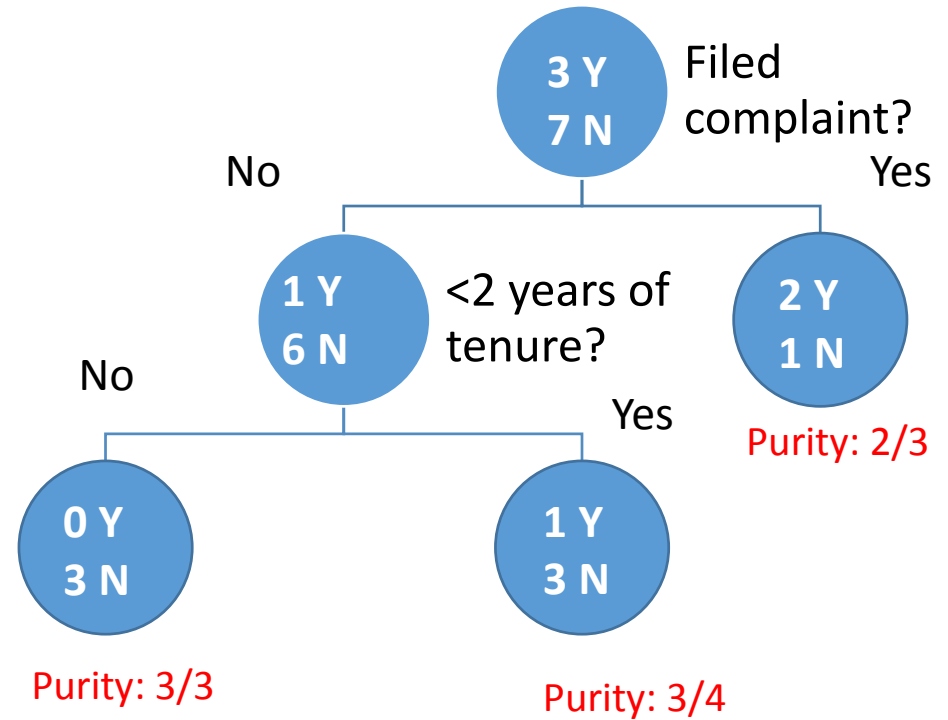 3 Y
7 N
Filed
complaint?
No
Yes
1 Y
6 N
<2 years of
tenure?
2 Y
1 N
No
Yes
Purity: 2/3
0 Y
3 N
1 Y
3 N
Purity: 3/3
Purity: 3/4